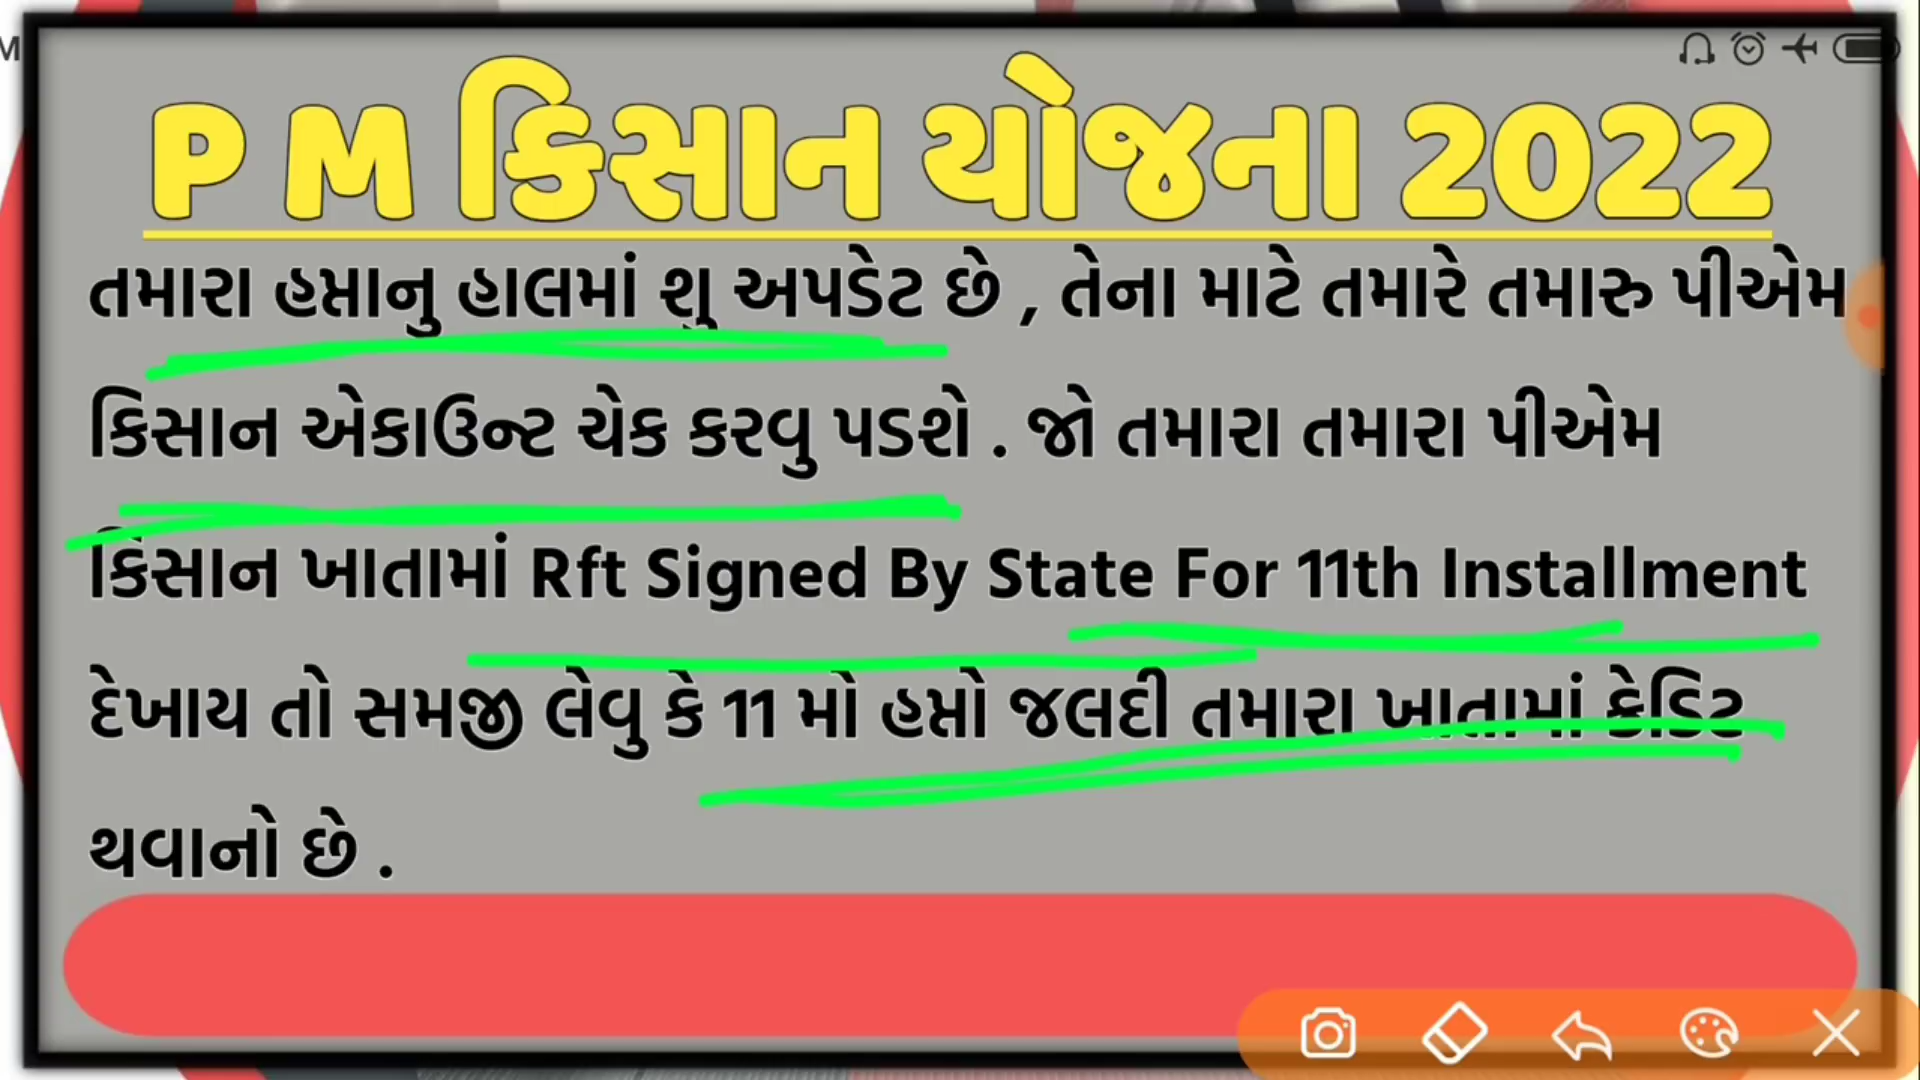 P M કિસાન યોજના 2022
તમારા હપ્તાનુ હાલમાં શુ અપડેટ છે , તેના માટે તમારે તમારુ પીએમ
કિસાન એકાઉન્ટ ચેક કરવુ પડશે . જો તમારા તમારા પીએમ
કિસાન ખાતામાં Rft Signed By State For 11th Installment
દેખાય તો સમજી લેવુ કે 11 મો હપ્તો જલદી તમારા ખાતામાં કેડિટ
થવાનો છે .